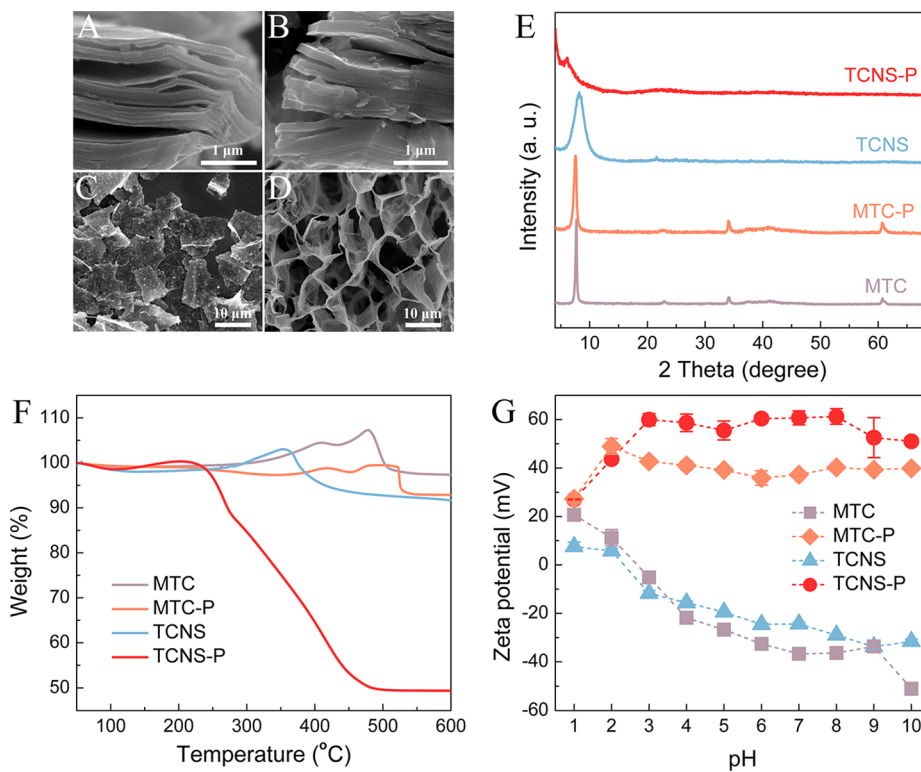 A
1 μm
B
1 μm
C
10 μm
D
10 μm
E
TCNS-P
TCNS
MTC-P
MTC
Intensity (a. u.)
10 20 30 40 50 60
2 Theta (degree)
F
110
100
90
80
70
60
50
Weight (%)
MTC
MTC-P
TCNS
TCNS-P
100 200 300 400 500 600
Temperature (°C)
G
60
40
20
0
-20
-40
-60
Zeta potential (mV)
MTC
MTC-P
TCNS
TCNS-P
1 2 3 4 5 6 7 8 9 10
pH